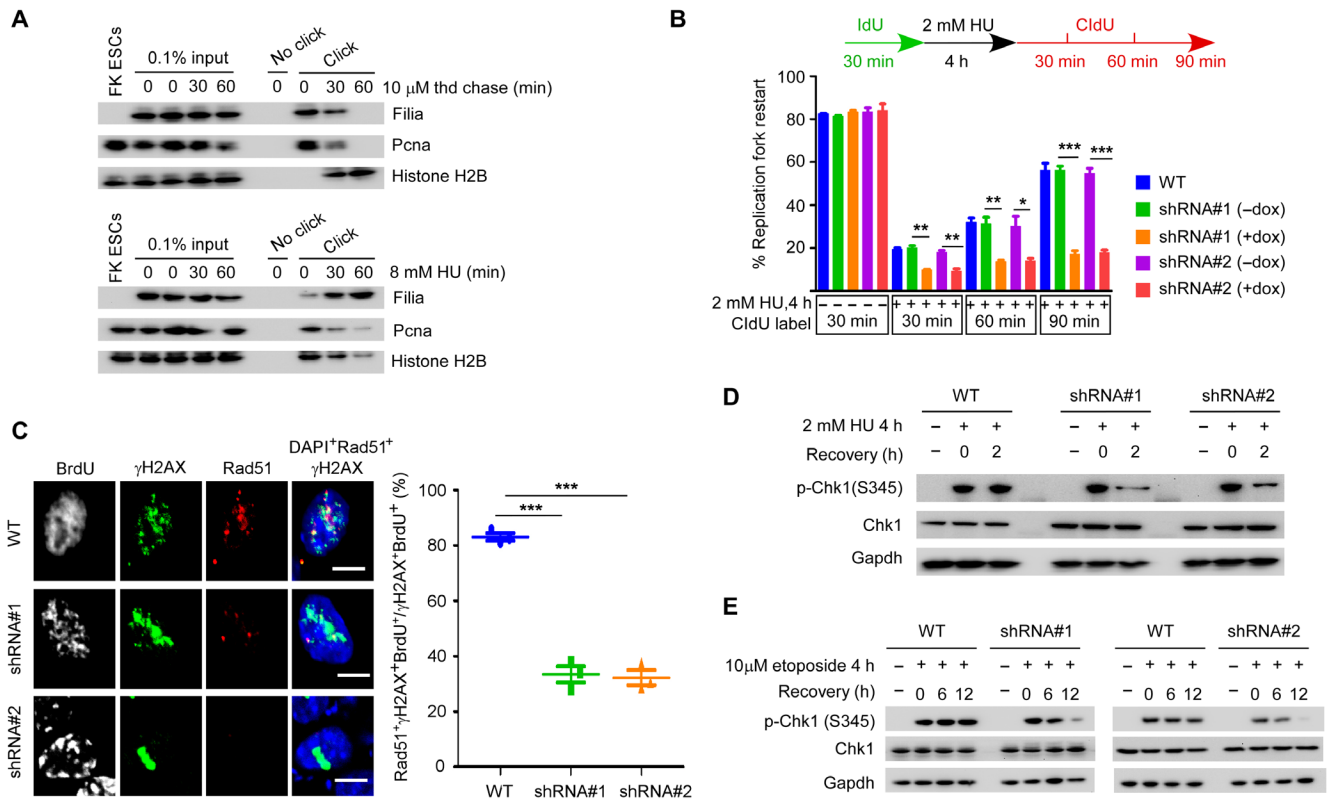 A
FK ESCs
0.1% input
No click
Click
0 0 30 60 0 0 30 60 10 μM thd chase (min)
Filia
Pcna
Histone H2B
FK ESCs
0.1% input
No click
Click
0 0 30 60 0 0 30 60 8 mM HU (min)
Filia
Pcna
Histone H2B
B
IdU 2 mM HU CldU
30 min 4 h 30 min 60 min 90 min
% Replication fork restart
100
80
60
40
20
** ** ** * *** ***
WT
shRNA#1 (–dox)
shRNA#1 (+dox)
shRNA#2 (–dox)
shRNA#2 (+dox)
2 mM HU,4 h – – – – – + + + + + + + + + + + + + + +
CldU label 30 min 30 min 60 min 90 min
C
BrdU γH2AX Rad51 DAPI+Rad51+
γH2AX
WT
shRNA#1
shRNA#2
Rad51+γH2AX+BrdU+/γH2AX+BrdU+ (%)
100
80
60
40
20
0
***
***
WT shRNA#1 shRNA#2
D
WT shRNA#1 shRNA#2
2 mM HU 4 h – + + – + + – + +
Recovery (h) – 0 2 – 0 2 – 0 2
p-Chk1(S345)
Chk1
Gapdh
E
WT shRNA#1 WT shRNA#2
10μM etoposide 4 h – + + + – + + + – + + + – + + +
Recovery (h) – 0 6 12 – 0 6 12 – 0 6 12 – 0 6 12
p-Chk1 (S345)
Chk1
Gapdh